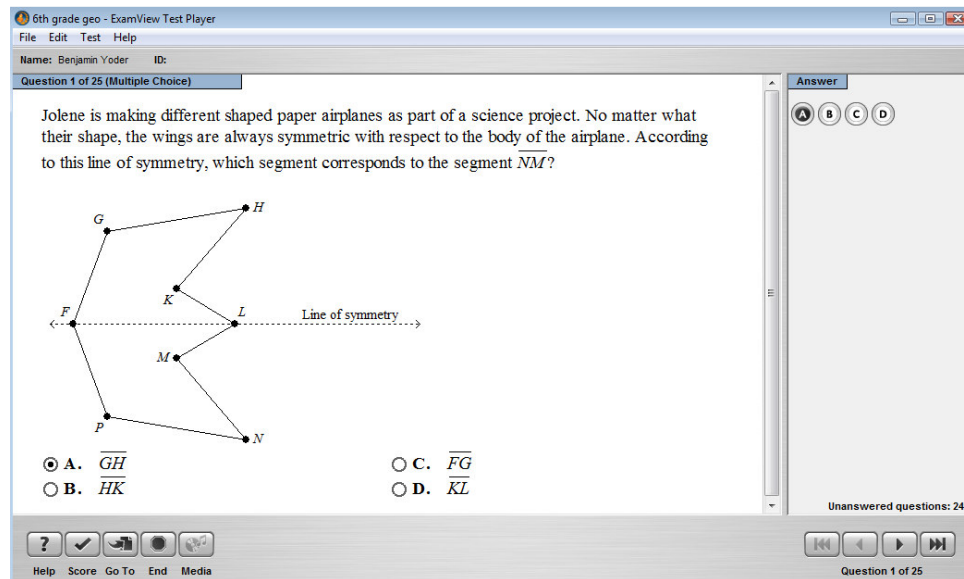 6th grade geo - ExamView Test Player
File Edit Test Help
Name: Benjamin Yoder ID:
Question 1 of 25 (Multiple Choice)
Answer
Jolene is making different shaped paper airplanes as part of a science project. No matter what
their shape, the wings are always symmetric with respect to the body of the airplane. According
to this line of symmetry, which segment corresponds to the segment NM?
A B C D
H
G
K
F
L
Line of symmetry
M
P
N
A. GH
C. FG
B. HK
D. KL
Unanswered questions: 24
?
Help Score Go To End Media
Question 1 of 25